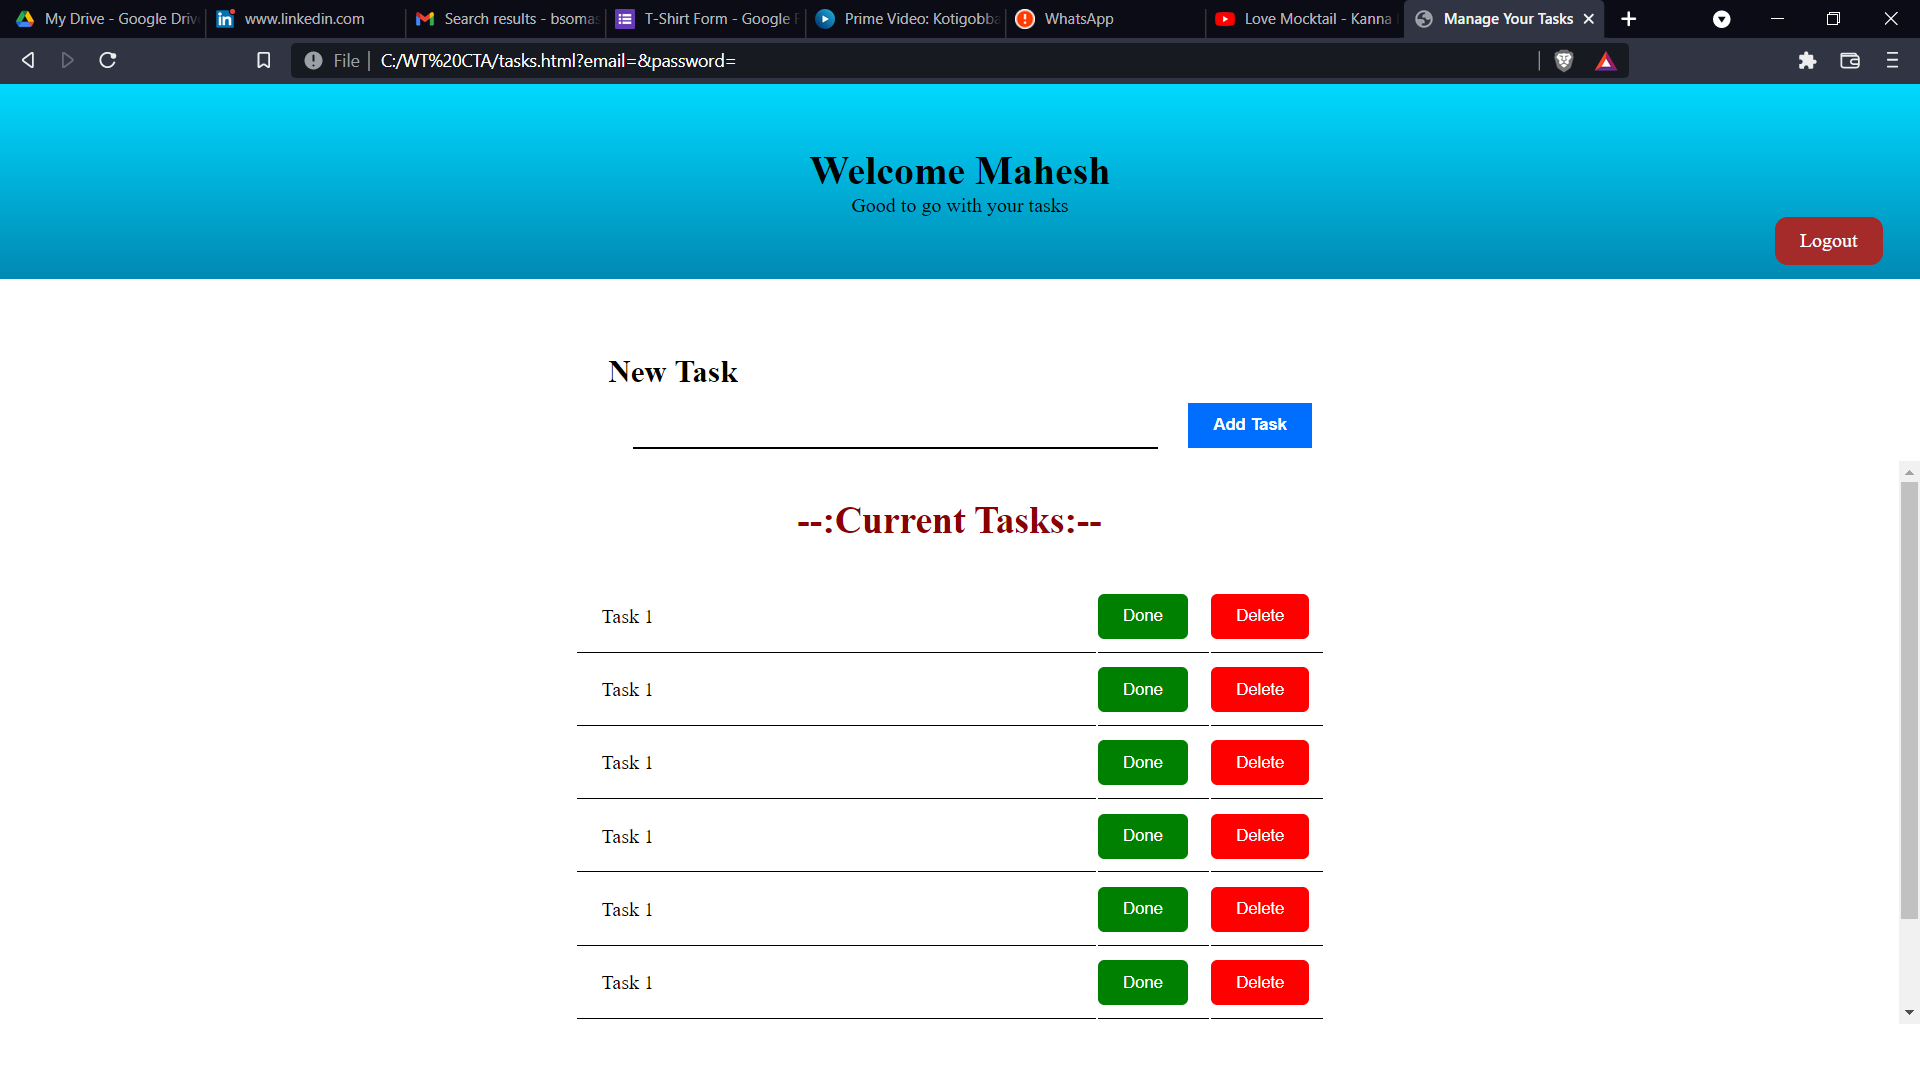 My Drive - Google Driv
www.linkedin.com
Search results - bsomas
T-Shirt Form - Google F
Prime Video: Kotigobba
WhatsApp
Love Mocktail - Kanna
Manage Your Tasks
File
C:/WT%20CTA/tasks.html?email=&password=
Welcome Mahesh
Good to go with your tasks
Logout
New Task
Add Task
--:Current Tasks:--
Task 1 Done Delete
Task 1 Done Delete
Task 1 Done Delete
Task 1 Done Delete
Task 1 Done Delete
Task 1 Done Delete